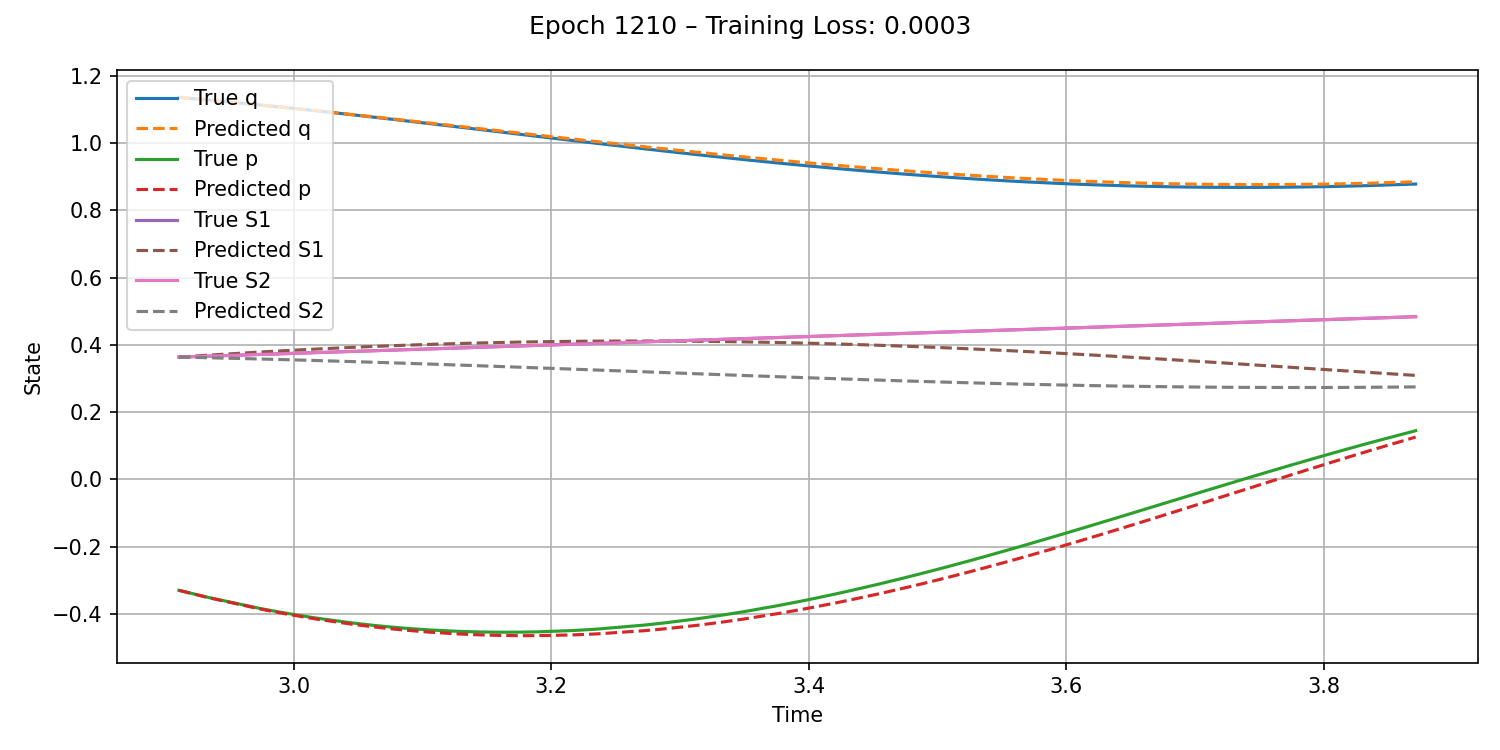 Epoch 1210 – Training Loss: 0.0003
1.2
1.0
0.8
0.6
0.4
0.2
0.0
−0.2
−0.4
State
True q
Predicted q
True p
Predicted p
True S1
Predicted S1
True S2
Predicted S2
3.0 3.2 3.4 3.6 3.8
Time